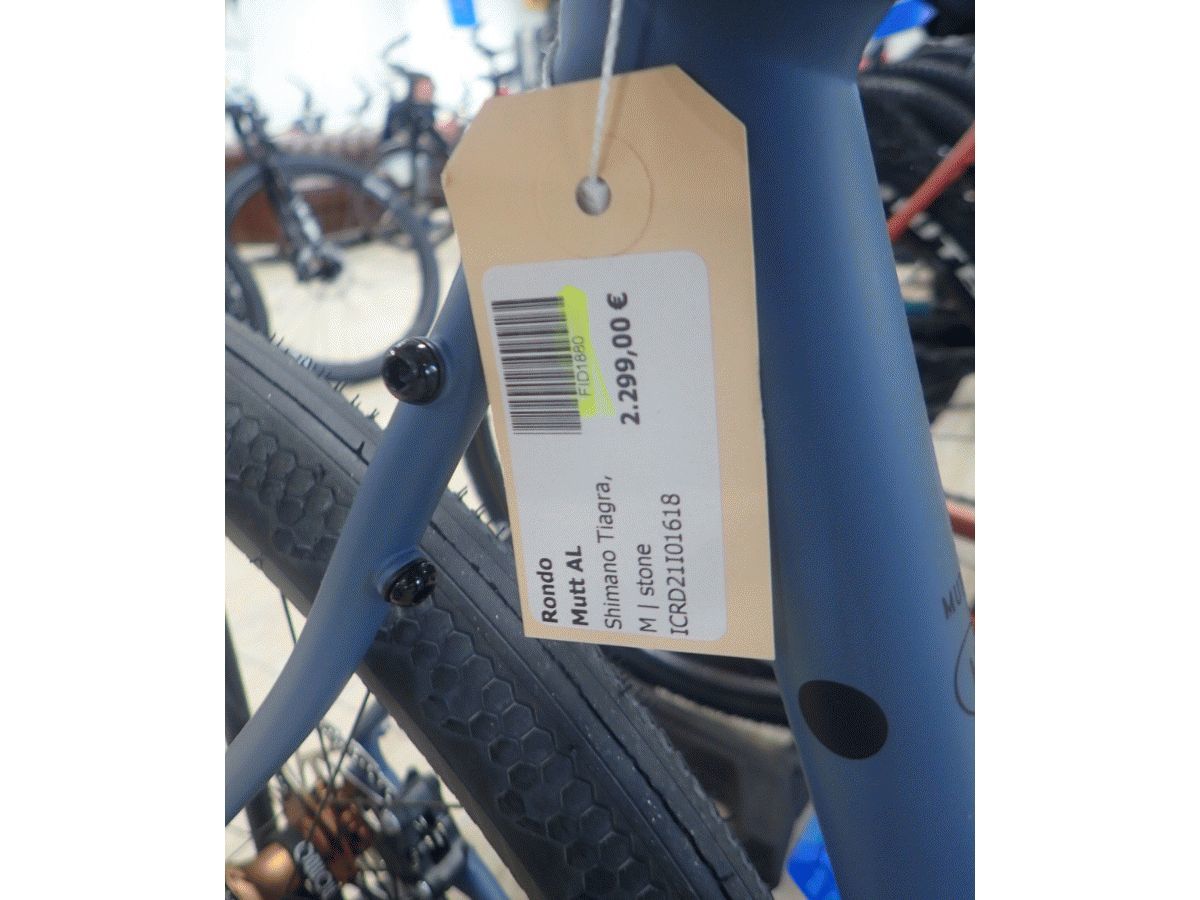 Rondo
Mutt AL
Shimano Tiagra,
M | stone
ICRD21I01618
FID1880
2.299,00 €